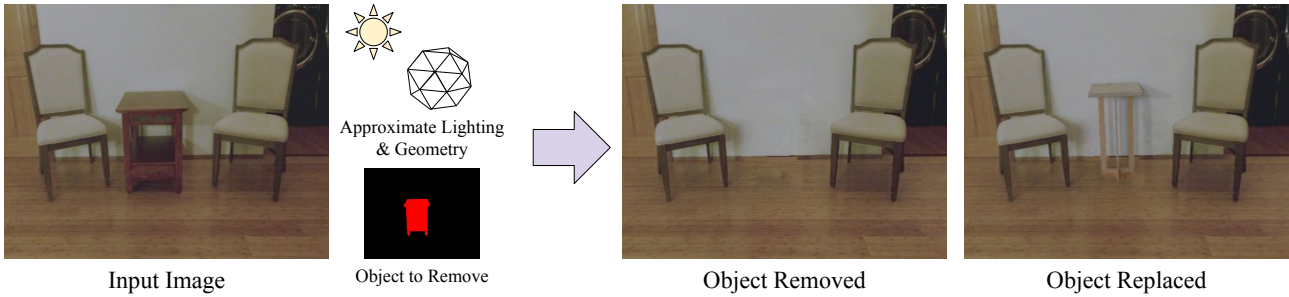 Approximate Lighting
& Geometry
Object to Remove
Input Image
Object Removed
Object Replaced